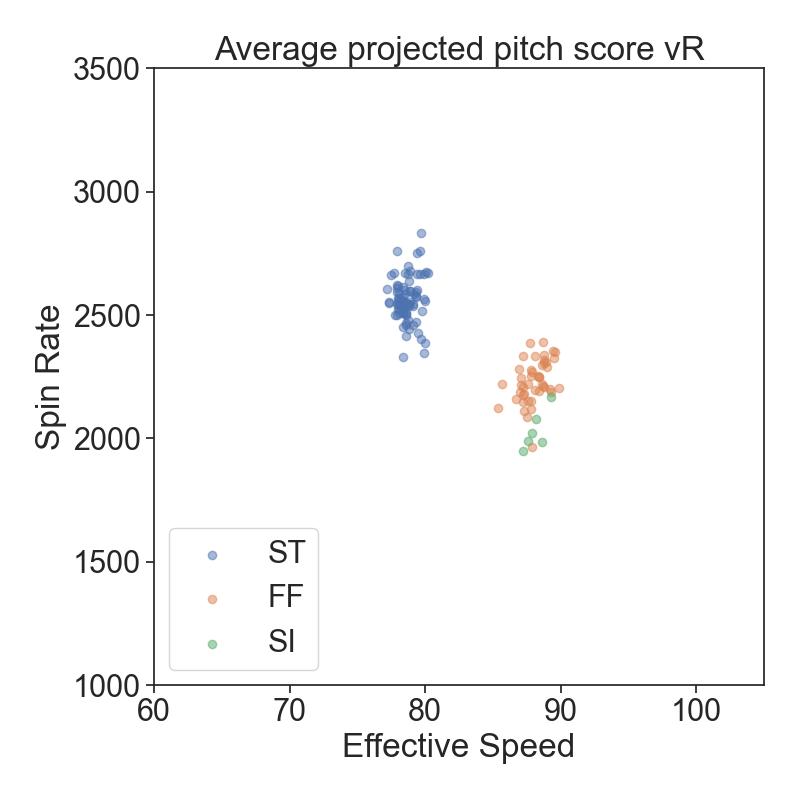 Average projected pitch score vR
3500
3000
2500
2000
1500
1000
Spin Rate
ST
FF
SI
60 70 80 90 100
Effective Speed